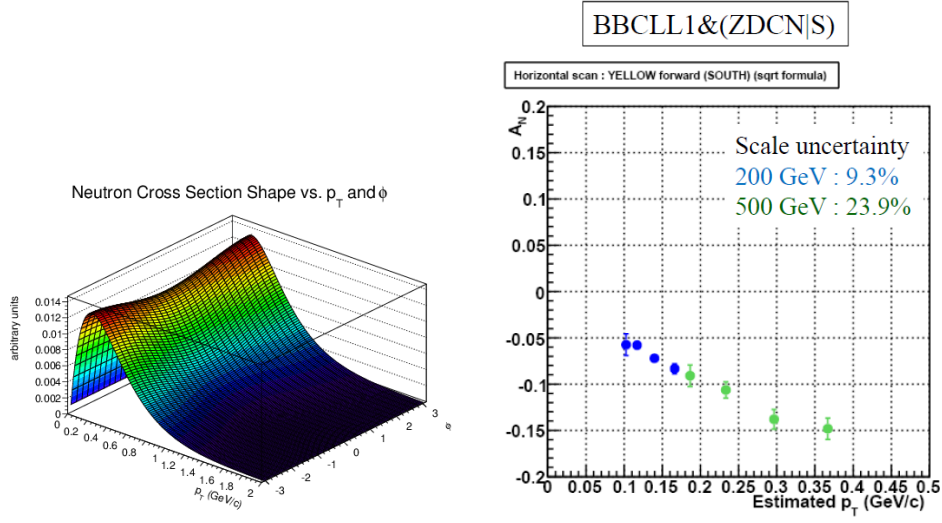 BBCLL1&(ZDCN|S)
Horizontal scan : YELLOW forward (SOUTH) (sqrt formula)
Neutron Cross Section Shape vs. p_T and ϕ
arbitrary units
0.014
0.012
0.01
0.008
0.006
0.004
0.002
0
0 0.2 0.4 0.6 0.8 1 1.2 1.4 1.6 1.8 2
p_T (GeV/c)
-3 -2 -1 0 1 2 3
ϕ
A_N
0.2
0.15
0.1
0.05
0
-0.05
-0.1
-0.15
-0.2
Scale uncertainty
200 GeV : 9.3%
500 GeV : 23.9%
0 0.05 0.1 0.15 0.2 0.25 0.3 0.35 0.4 0.45 0.5
Estimated p_T (GeV/c)